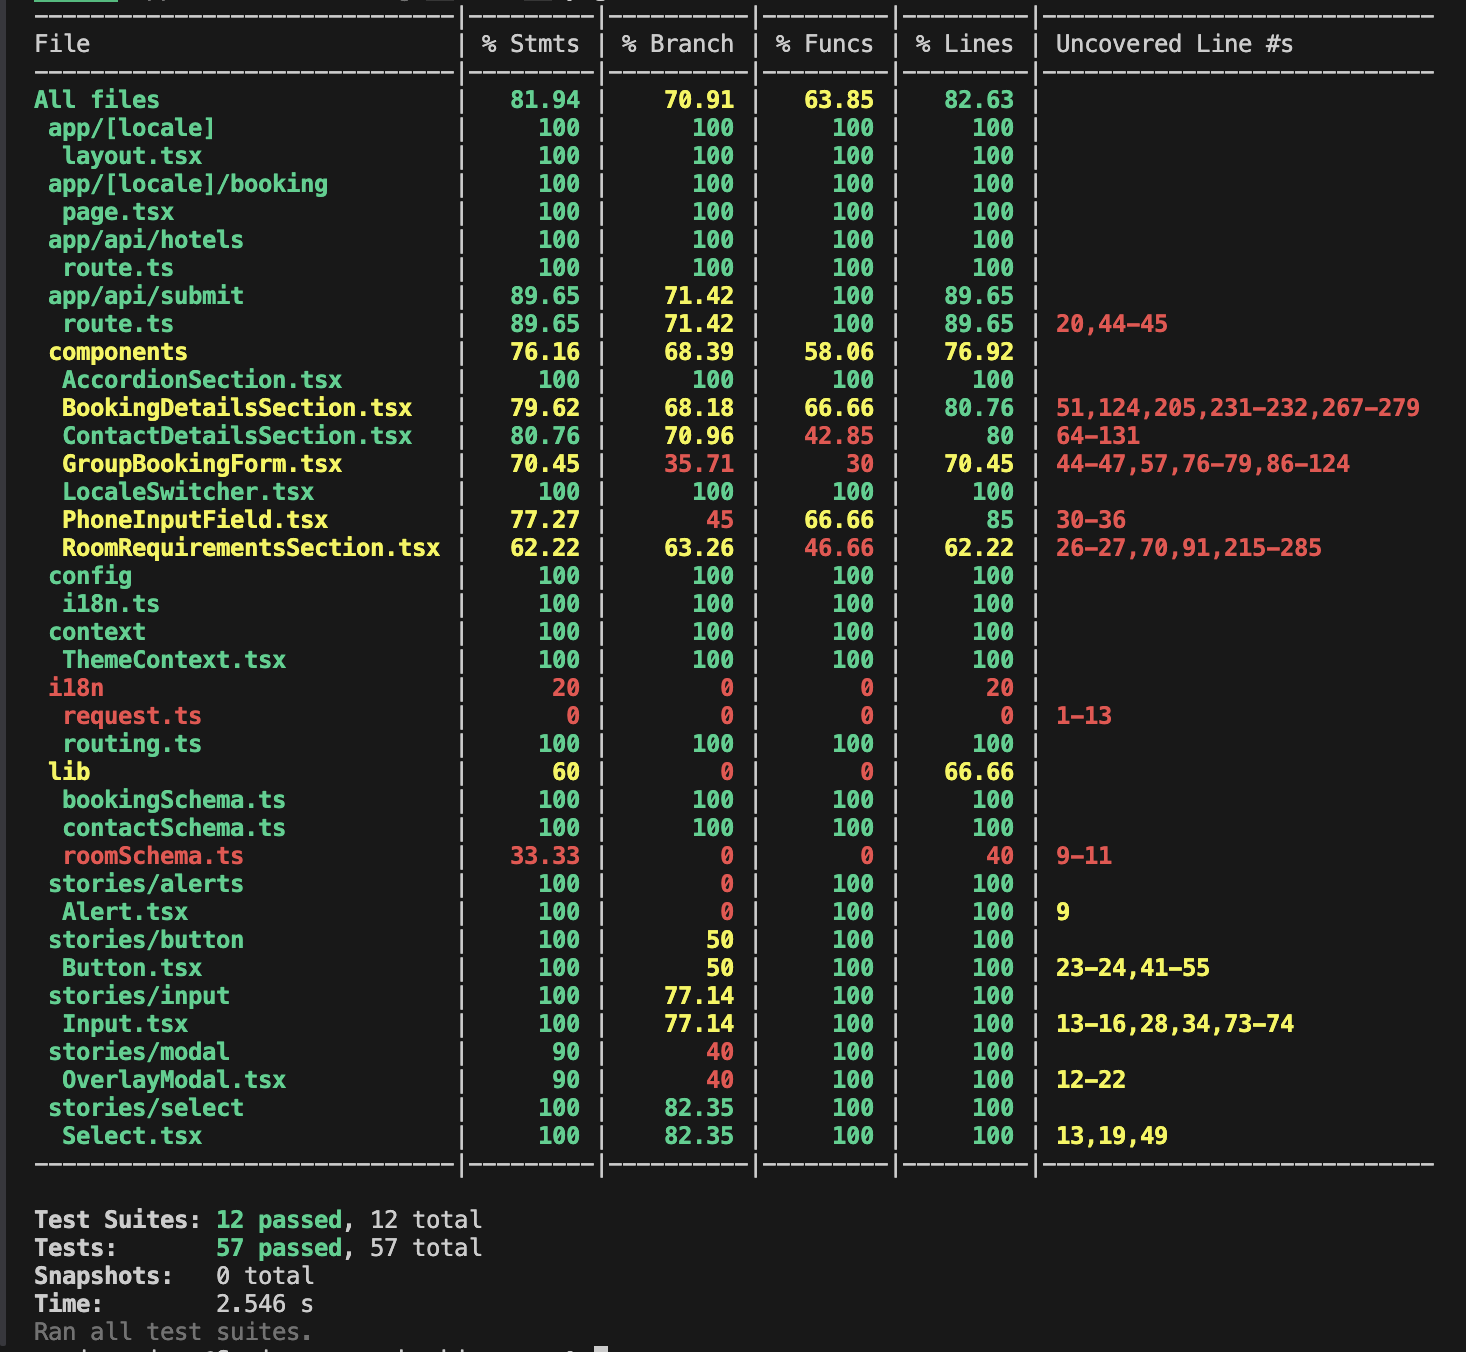 File | % Stmts | % Branch | % Funcs | % Lines | Uncovered Line #s
All files | 81.94 | 70.91 | 63.85 | 82.63 |
app/[locale] | 100 | 100 | 100 | 100 |
layout.tsx | 100 | 100 | 100 | 100 |
app/[locale]/booking | 100 | 100 | 100 | 100 |
page.tsx | 100 | 100 | 100 | 100 |
app/api/hotels | 100 | 100 | 100 | 100 |
route.ts | 100 | 100 | 100 | 100 |
app/api/submit | 89.65 | 71.42 | 100 | 89.65 |
route.ts | 89.65 | 71.42 | 100 | 89.65 | 20,44-45
components | 76.16 | 68.39 | 58.06 | 76.92 |
AccordionSection.tsx | 100 | 100 | 100 | 100 |
BookingDetailsSection.tsx | 79.62 | 68.18 | 66.66 | 80.76 | 51,124,205,231-232,267-279
ContactDetailsSection.tsx | 80.76 | 70.96 | 42.85 | 80 | 64-131
GroupBookingForm.tsx | 70.45 | 35.71 | 30 | 70.45 | 44-47,57,76-79,86-124
LocaleSwitcher.tsx | 100 | 100 | 100 | 100 |
PhoneInputField.tsx | 77.27 | 45 | 66.66 | 85 | 30-36
RoomRequirementsSection.tsx | 62.22 | 63.26 | 46.66 | 62.22 | 26-27,70,91,215-285
config | 100 | 100 | 100 | 100 |
i18n.ts | 100 | 100 | 100 | 100 |
context | 100 | 100 | 100 | 100 |
ThemeContext.tsx | 100 | 100 | 100 | 100 |
i18n | 20 | 0 | 0 | 20 |
request.ts | 0 | 0 | 0 | 0 | 1-13
routing.ts | 100 | 100 | 100 | 100 |
lib | 60 | 0 | 0 | 66.66 |
bookingSchema.ts | 100 | 100 | 100 | 100 |
contactSchema.ts | 100 | 100 | 100 | 100 |
roomSchema.ts | 33.33 | 0 | 0 | 40 | 9-11
stories/alerts | 100 | 0 | 100 | 100 |
Alert.tsx | 100 | 0 | 100 | 100 | 9
stories/button | 100 | 50 | 100 | 100 |
Button.tsx | 100 | 50 | 100 | 100 | 23-24,41-55
stories/input | 100 | 77.14 | 100 | 100 |
Input.tsx | 100 | 77.14 | 100 | 100 | 13-16,28,34,73-74
stories/modal | 90 | 40 | 100 | 100 |
OverlayModal.tsx | 90 | 40 | 100 | 100 | 12-22
stories/select | 100 | 82.35 | 100 | 100 |
Select.tsx | 100 | 82.35 | 100 | 100 | 13,19,49
Test Suites: 12 passed, 12 total
Tests: 57 passed, 57 total
Snapshots: 0 total
Time: 2.546 s
Ran all test suites.